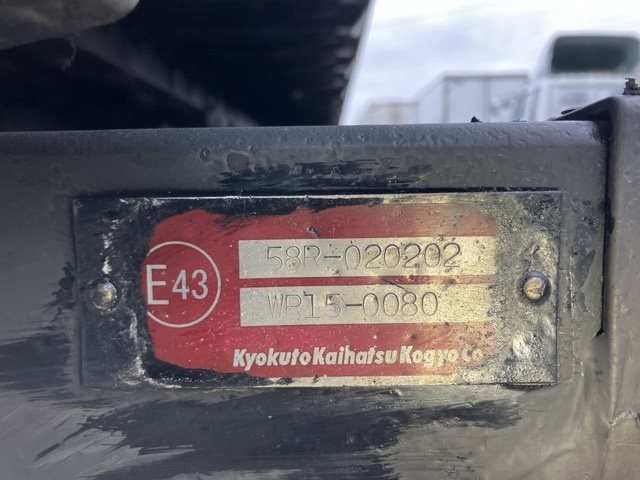 E43
58R-020202
WR15-0080
Kyokuto Kaihatsu Kogyo Co